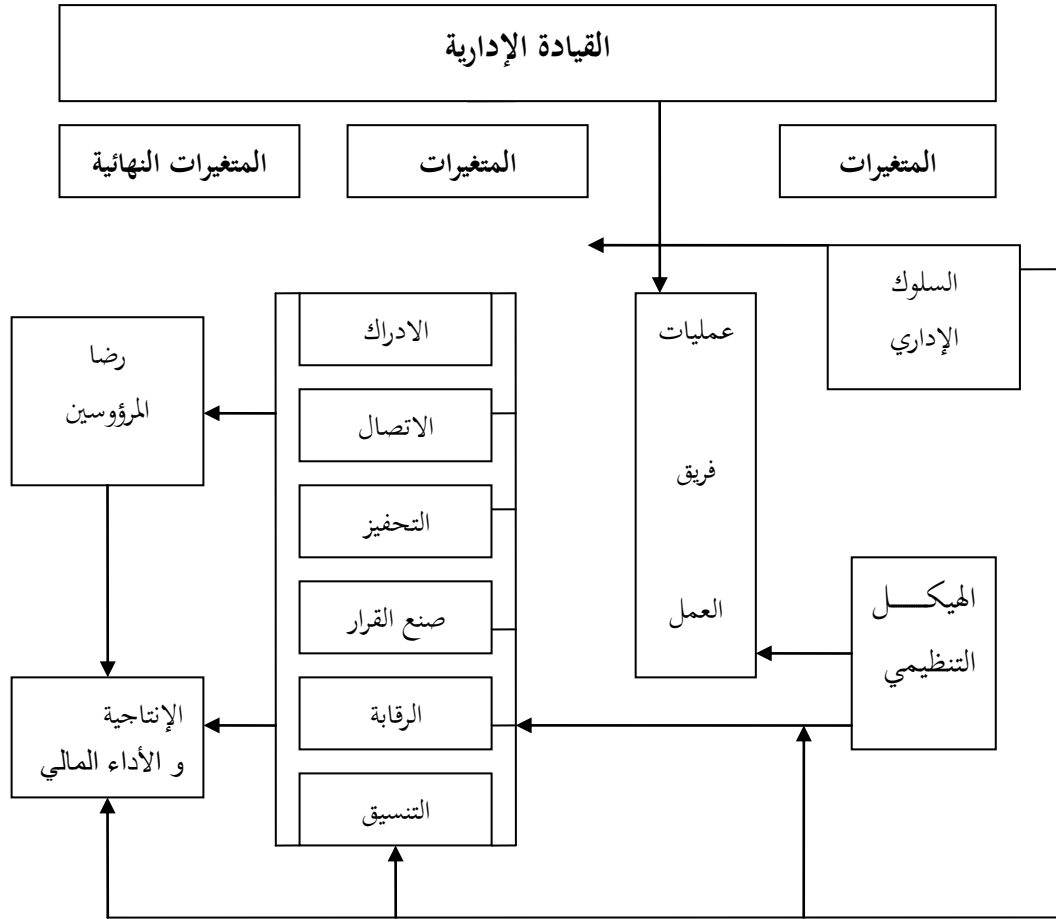 القيادة الإدارية
المتغيرات
المتغيرات
المتغيرات النهائية
السلوك
الإداري
عمليات
فريق
العمل
الهيكـــل
التنظيمي
الادراك
الاتصال
التحفيز
صنع القرار
الرقابة
التنسيق
رضا
المرؤوسين
الإنتاجية
و الأداء المالي